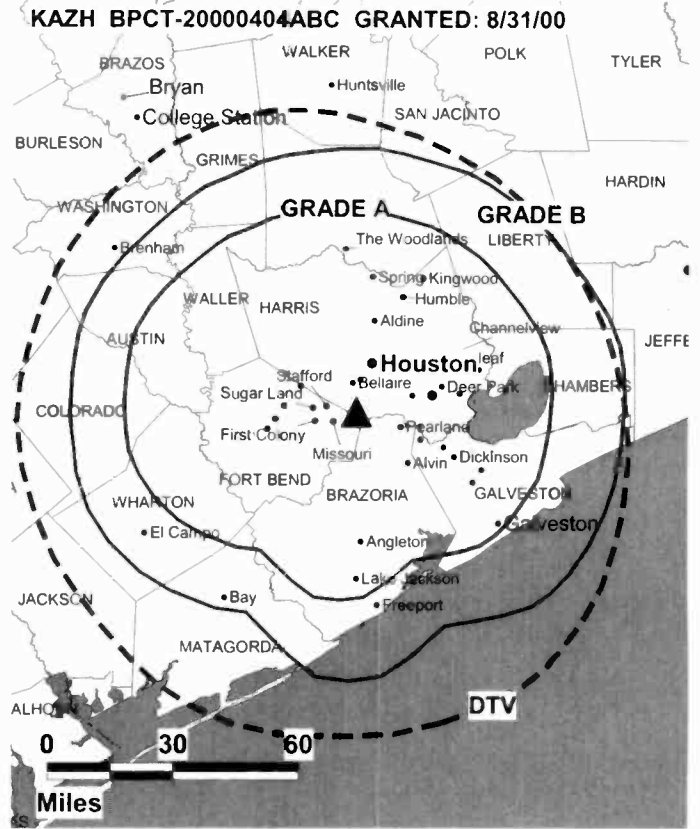 KAZH BPCT-20000404ABC GRANTED: 8/31/00
WALKER
POLK
TYLER
BRAZOS
Bryan
Huntsville
College Station
SAN JACINTO
BURLESON
GRIMES
HARDIN
WASHINGTON
GRADE A
GRADE B
The Woodlands
LIBERTY
Brenham
Spring
Kingwood
WALLER
HARRIS
Humble
Aldine
Channelview
AUSTIN
JEFFE
Houston
leaf
Stafford
Bellaire
Deer Park
CHAMBERS
Sugar Land
COLORADO
First Colony
Pearland
Missouri
Alvin
Dickinson
FORT BEND
BRAZORIA
GALVESTON
WHARTON
El Campo
Galveston
Angleton
Lake Jackson
JACKSON
Bay
Freeport
MATAGORDA
DTV
0 30 60
Miles